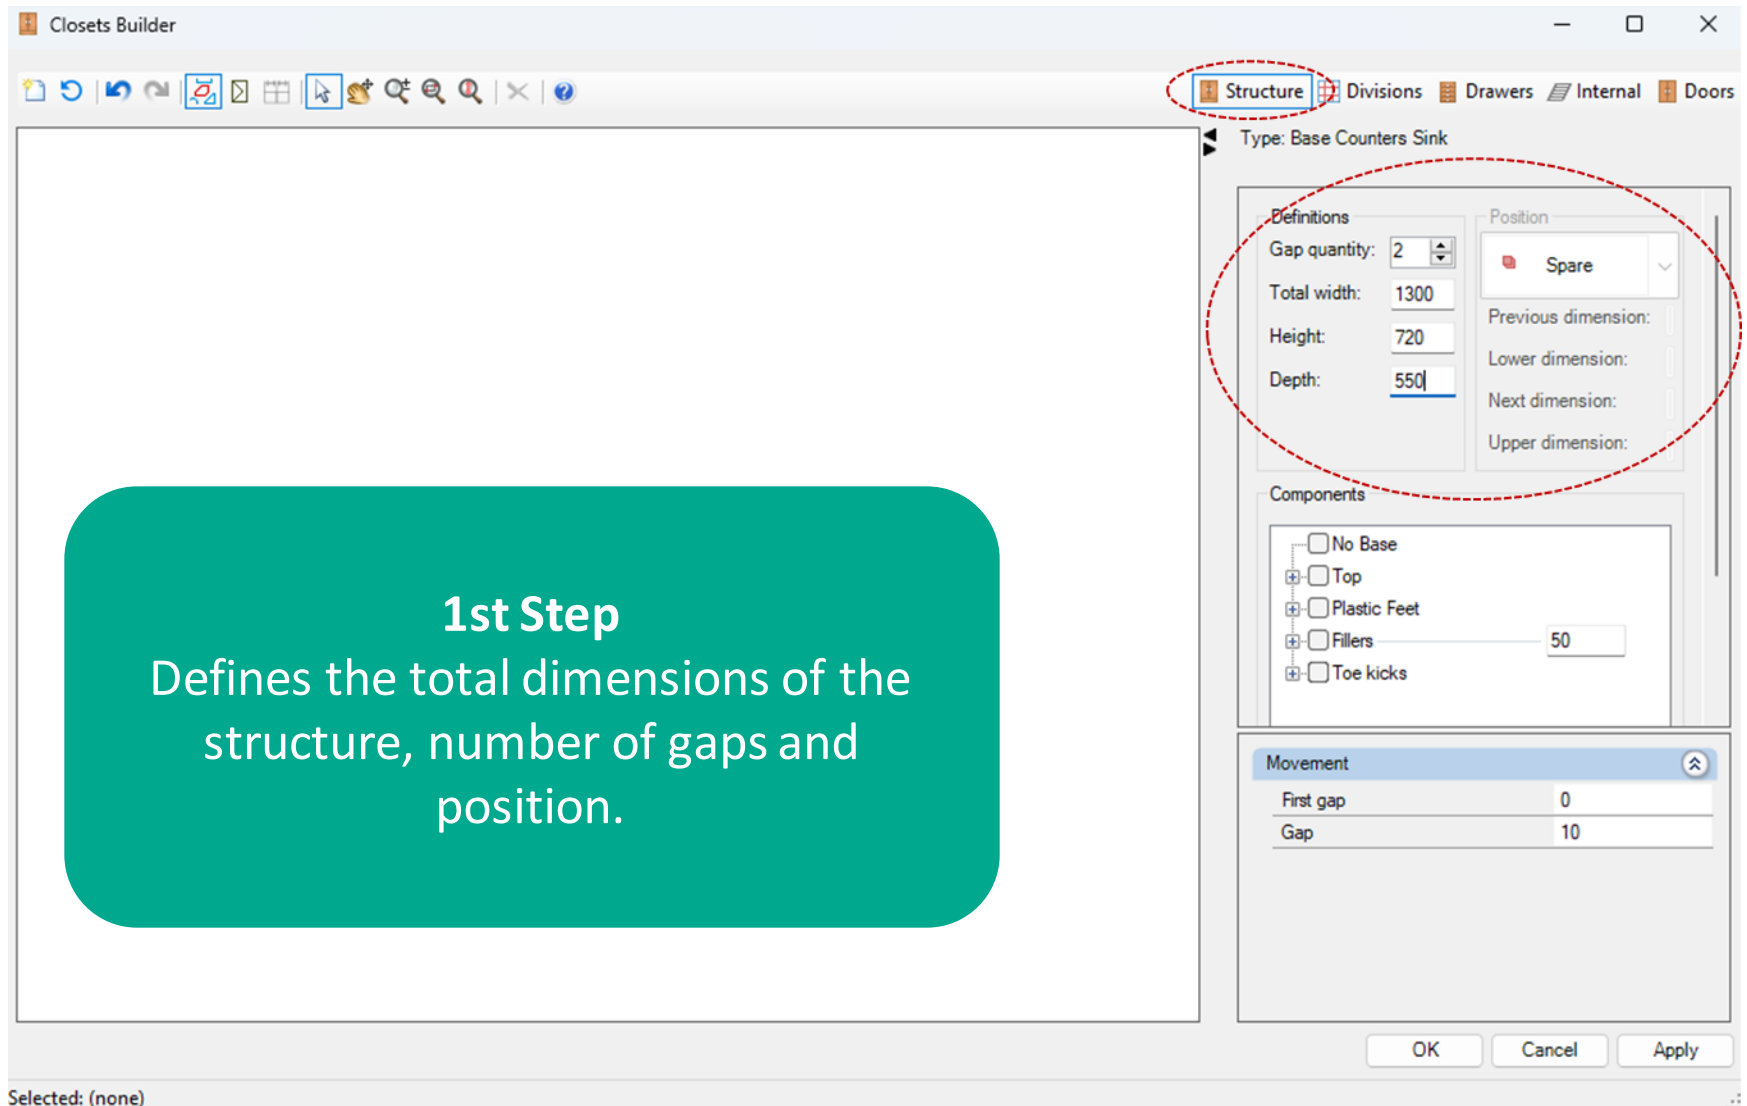 Closets Builder
Structure
Divisions
Drawers
Internal
Doors
Type: Base Counters Sink
Definitions
Gap quantity: 2
Total width: 1300
Height: 720
Depth: 550
Position
Spare
Previous dimension:
Lower dimension:
Next dimension:
Upper dimension:
Components
No Base
Top
Plastic Feet
Fillers 50
Toe kicks
1st Step
Defines the total dimensions of the
structure, number of gaps and
position.
Movement
First gap 0
Gap 10
OK
Cancel
Apply
Selected: (none)